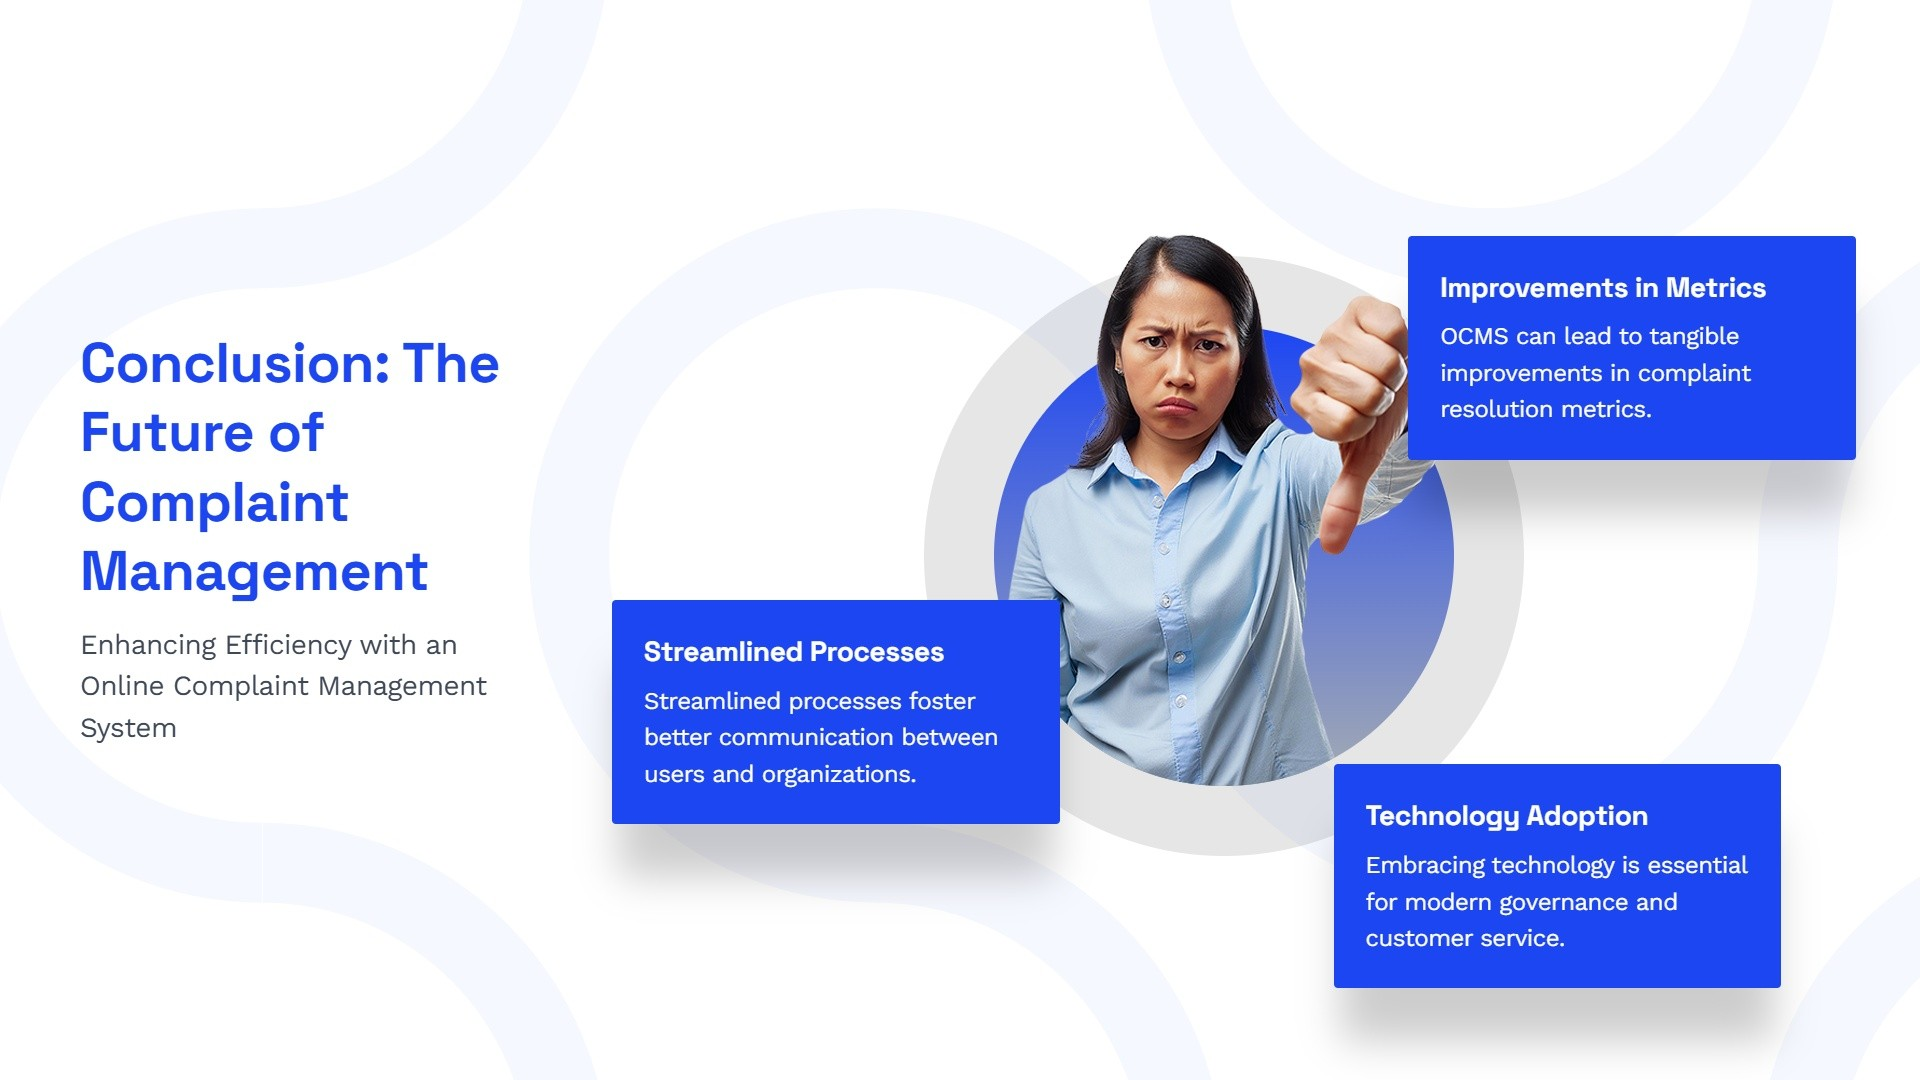 Conclusion: The
Future of
Complaint
Management
Enhancing Efficiency with an
Online Complaint Management
System
Improvements in Metrics
OCMS can lead to tangible
improvements in complaint
resolution metrics.
Streamlined Processes
Streamlined processes foster
better communication between
users and organizations.
Technology Adoption
Embracing technology is essential
for modern governance and
customer service.